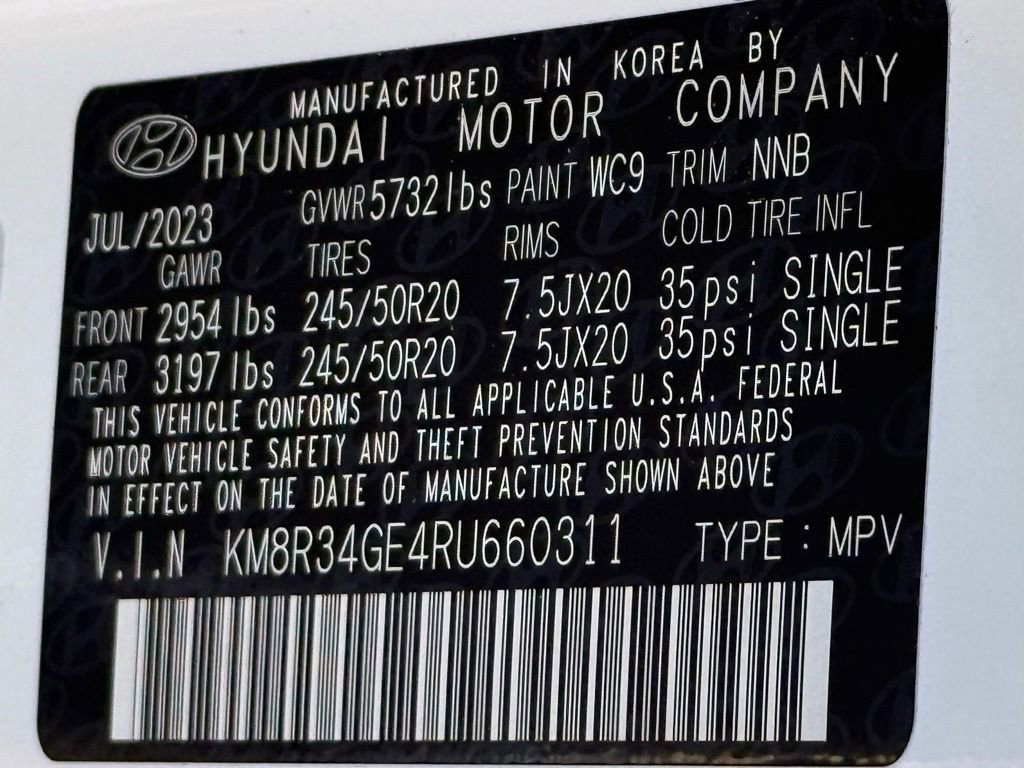 MANUFACTURED IN KOREA BY
HYUNDAI MOTOR COMPANY
JUL/2023 GVWR 5732lbs PAINT WC9 TRIM NNB
GAWR TIRES RIMS COLD TIRE INFL
FRONT 2954 lbs 245/50R20 7.5JX20 35psi SINGLE
REAR 3197 lbs 245/50R20 7.5JX20 35psi SINGLE
THIS VEHICLE CONFORMS TO ALL APPLICABLE U.S.A. FEDERAL
MOTOR VEHICLE SAFETY AND THEFT PREVENTION STANDARDS
IN EFFECT ON THE DATE OF MANUFACTURE SHOWN ABOVE
V.I.N KM8R34GE4RU660311 TYPE : MPV